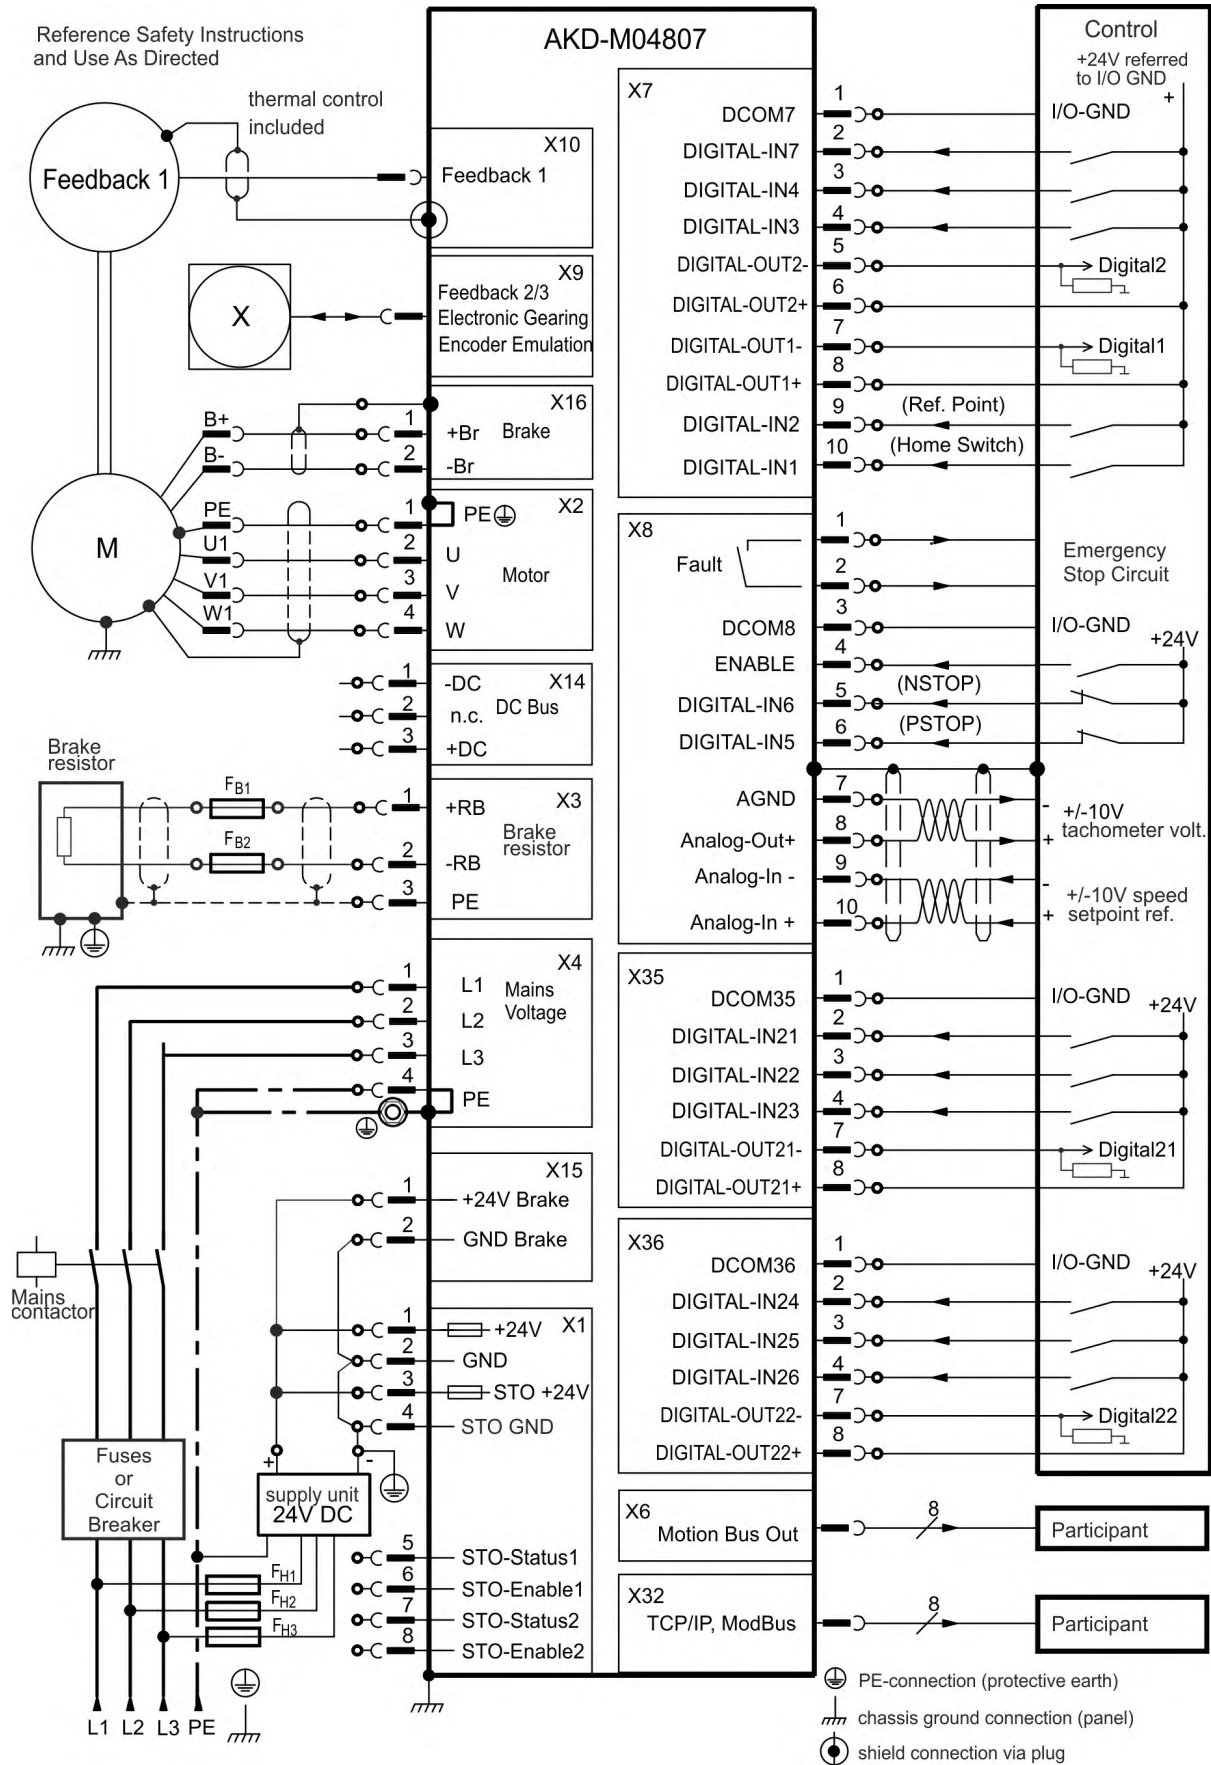 Reference Safety Instructions
and Use As Directed
AKD-M04807
thermal control
included
Feedback 1
X10
Feedback 1
X
X9
Feedback 2/3
Electronic Gearing
Encoder Emulation
X16
B+
1
+Br
Brake
B-
2
-Br
X2
M
PE
1
PE
U1
2
U
Motor
V1
3
V
W1
4
W
X14
1
-DC
DC Bus
2
n.c.
3
+DC
Brake
resistor
FB1
FB2
X3
1
+RB
Brake
resistor
2
-RB
3
PE
X4
1
L1
Mains
Voltage
2
L2
3
L3
4
PE
X15
1
+24V Brake
2
GND Brake
Mains
contactor
X1
1
+24V
2
GND
3
STO +24V
4
STO GND
Fuses
or
Circuit
Breaker
+
-
supply unit
24V DC
5
STO-Status1
6
STO-Enable1
7
STO-Status2
8
STO-Enable2
FH1
FH2
FH3
L1 L2 L3 PE
Control
+24V referred
to I/O GND
+
X7
DCOM7
1
I/O-GND
DIGITAL-IN7
2
DIGITAL-IN4
3
DIGITAL-IN3
4
DIGITAL-OUT2-
5
Digital2
DIGITAL-OUT2+
6
DIGITAL-OUT1-
7
Digital1
DIGITAL-OUT1+
8
DIGITAL-IN2
9
(Ref. Point)
DIGITAL-IN1
10
(Home Switch)
X8
Fault
1
2
Emergency
Stop Circuit
DCOM8
3
I/O-GND
+24V
ENABLE
4
DIGITAL-IN6
5
(NSTOP)
DIGITAL-IN5
6
(PSTOP)
AGND
7
-
Analog-Out+
8
+
+/-10V
tachometer volt.
Analog-In -
9
-
Analog-In +
10
+
+/-10V speed
setpoint ref.
X35
DCOM35
1
I/O-GND
+24V
DIGITAL-IN21
2
DIGITAL-IN22
3
DIGITAL-IN23
4
DIGITAL-OUT21-
7
Digital21
DIGITAL-OUT21+
8
X36
DCOM36
1
I/O-GND
+24V
DIGITAL-IN24
2
DIGITAL-IN25
3
DIGITAL-IN26
4
DIGITAL-OUT22-
7
Digital22
DIGITAL-OUT22+
8
X6
Motion Bus Out
8
Participant
X32
TCP/IP, ModBus
8
Participant
PE-connection (protective earth)
chassis ground connection (panel)
shield connection via plug